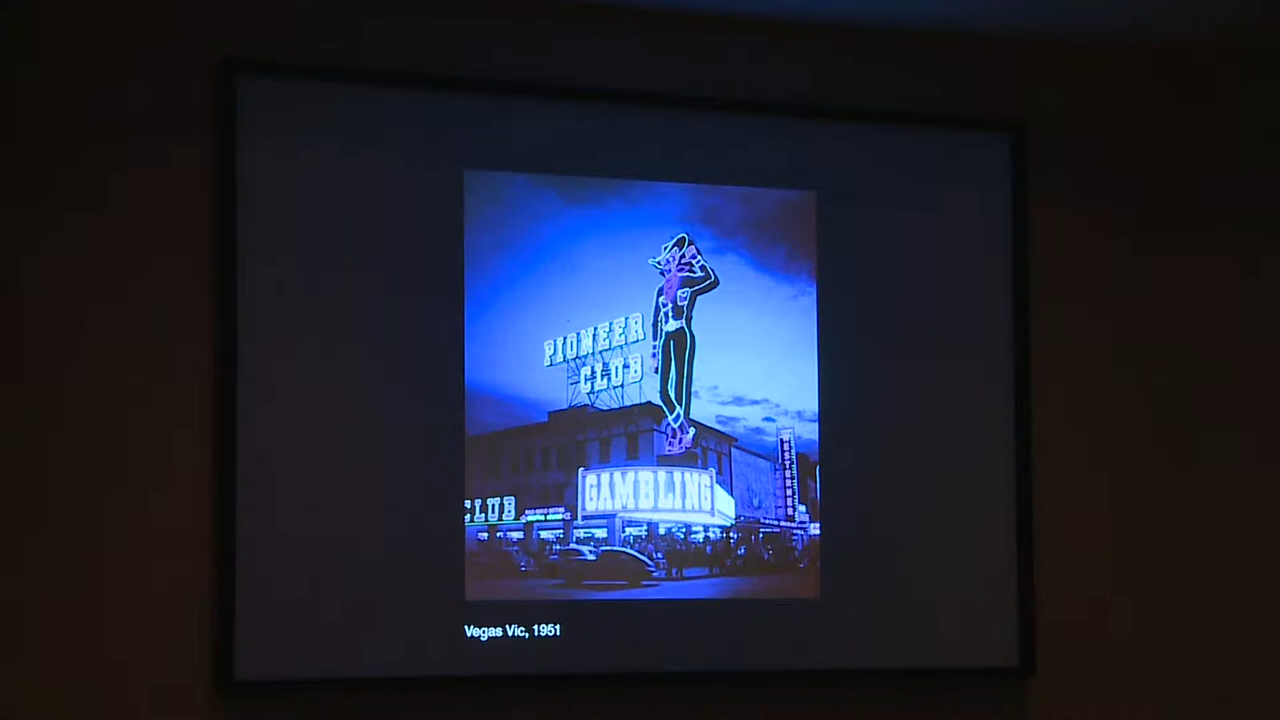 PIONEER
CLUB
GAMBLING
CLUB
Vegas Vic, 1951